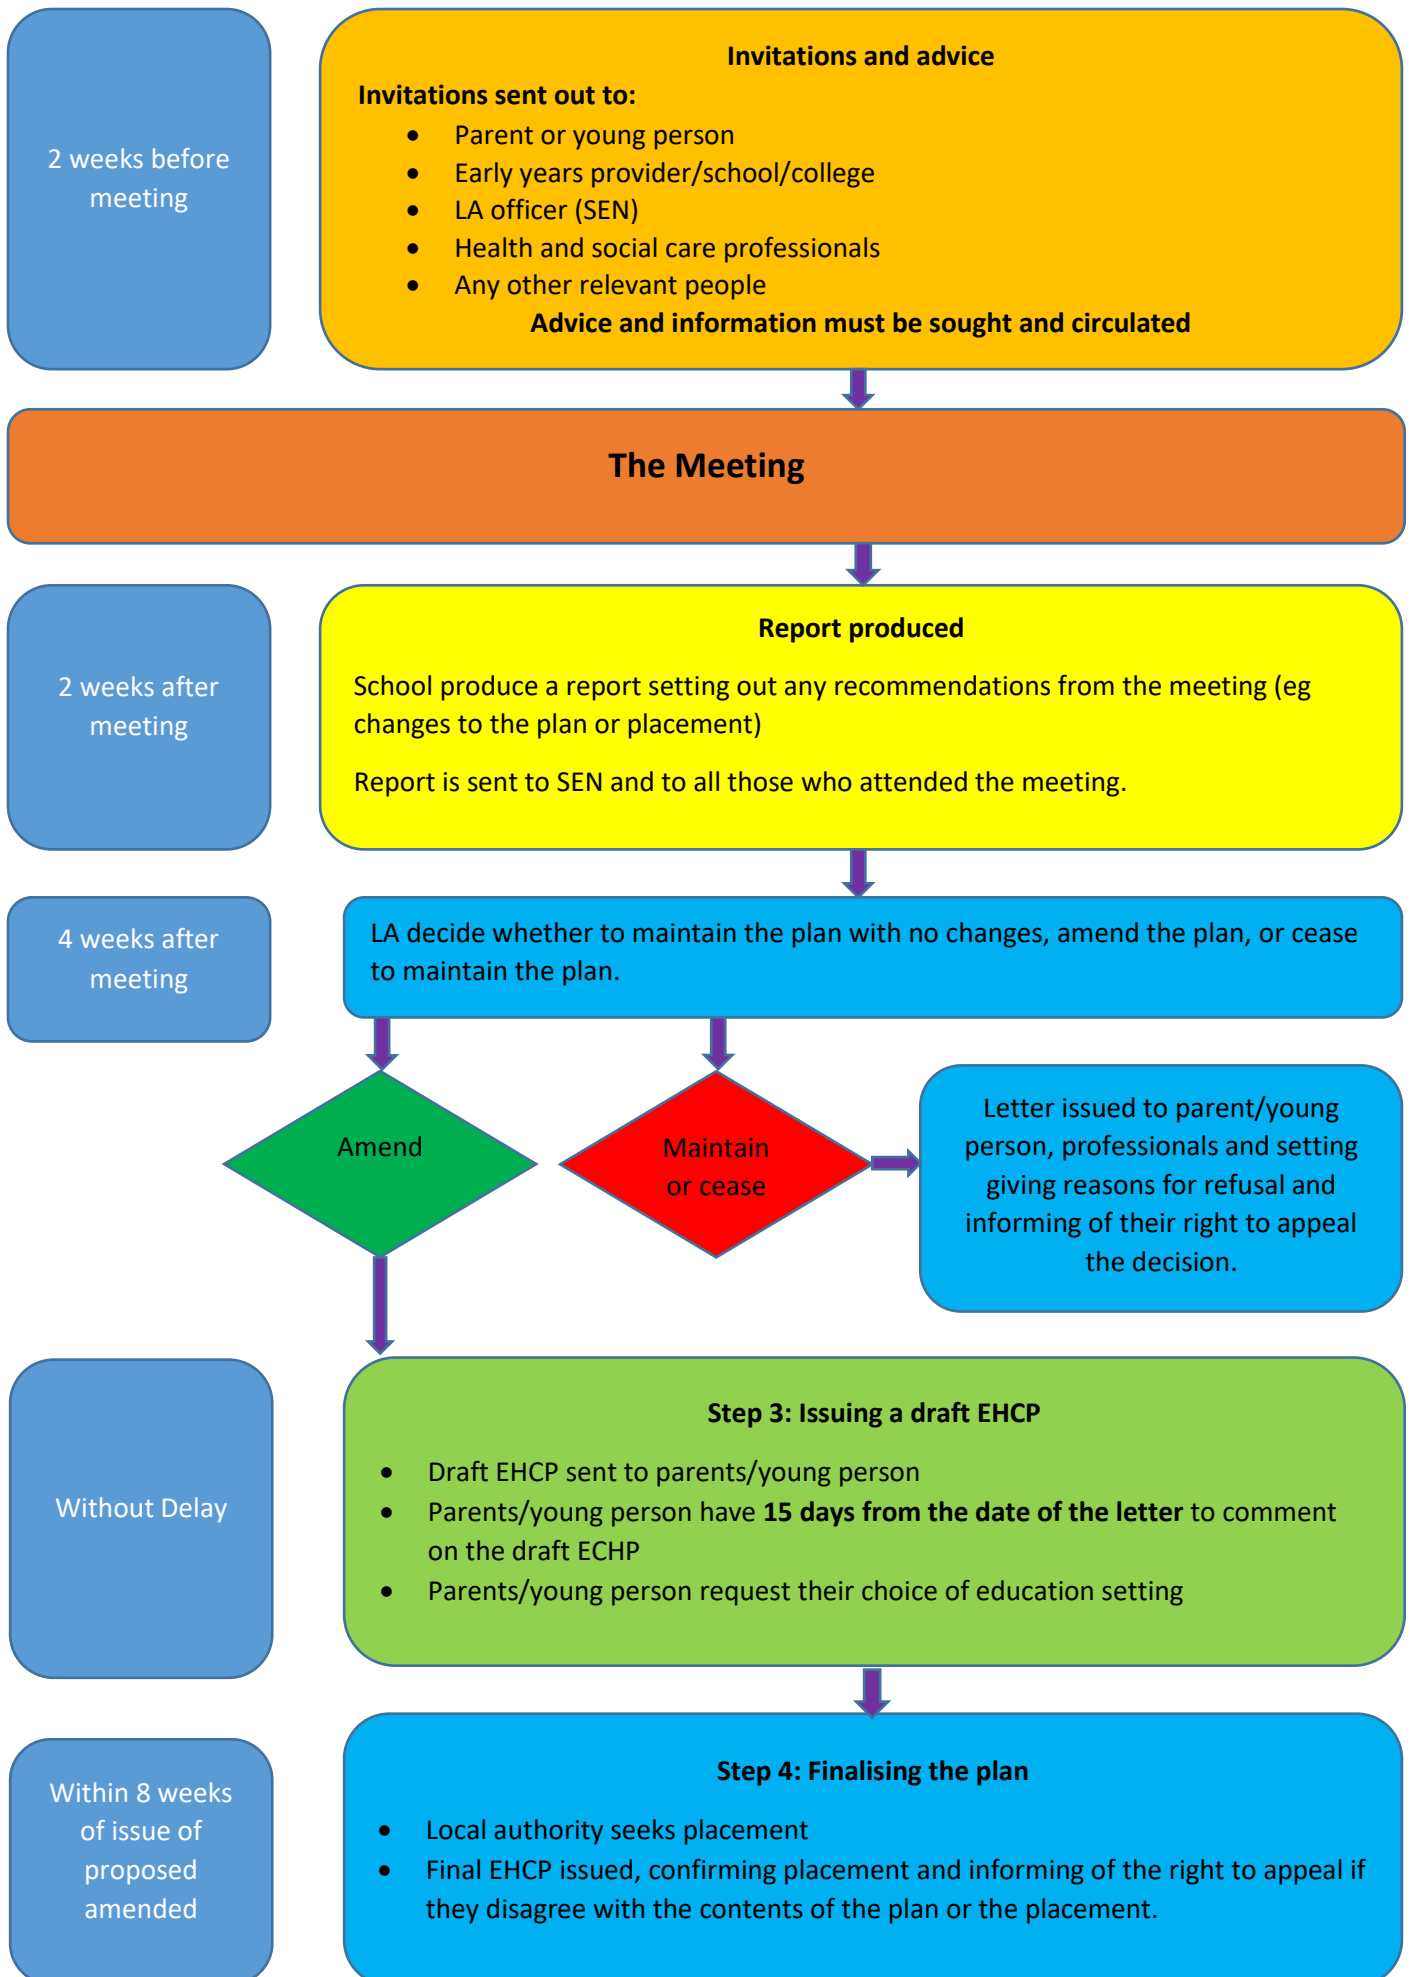 2 weeks before
meeting
Invitations and advice
Invitations sent out to:
• Parent or young person
• Early years provider/school/college
• LA officer (SEN)
• Health and social care professionals
• Any other relevant people
Advice and information must be sought and circulated
The Meeting
2 weeks after
meeting
Report produced
School produce a report setting out any recommendations from the meeting (eg
changes to the plan or placement)
Report is sent to SEN and to all those who attended the meeting.
4 weeks after
meeting
LA decide whether to maintain the plan with no changes, amend the plan, or cease
to maintain the plan.
Amend
Maintain
or cease
Letter issued to parent/young
person, professionals and setting
giving reasons for refusal and
informing of their right to appeal
the decision.
Without Delay
Step 3: Issuing a draft EHCP
• Draft EHCP sent to parents/young person
• Parents/young person have 15 days from the date of the letter to comment
on the draft ECHP
• Parents/young person request their choice of education setting
Within 8 weeks
of issue of
proposed
amended
Step 4: Finalising the plan
• Local authority seeks placement
• Final EHCP issued, confirming placement and informing of the right to appeal if
they disagree with the contents of the plan or the placement.